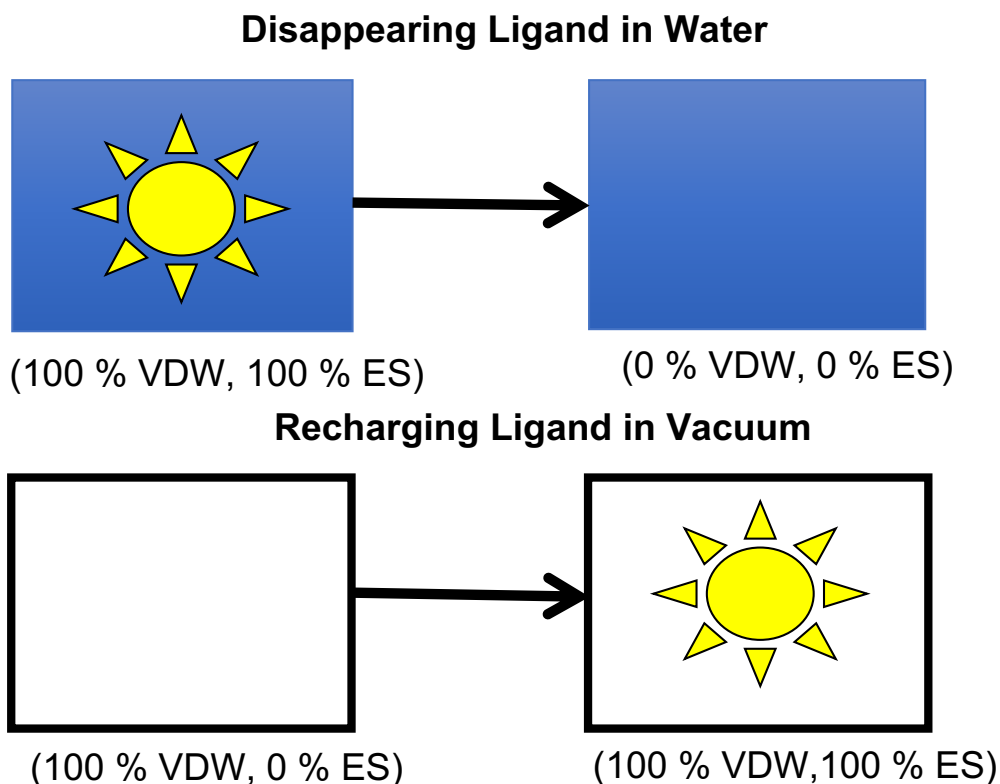 Disappearing Ligand in Water
(100 % VDW, 100 % ES)
(0 % VDW, 0 % ES)
Recharging Ligand in Vacuum
(100 % VDW, 0 % ES)
(100 % VDW,100 % ES)